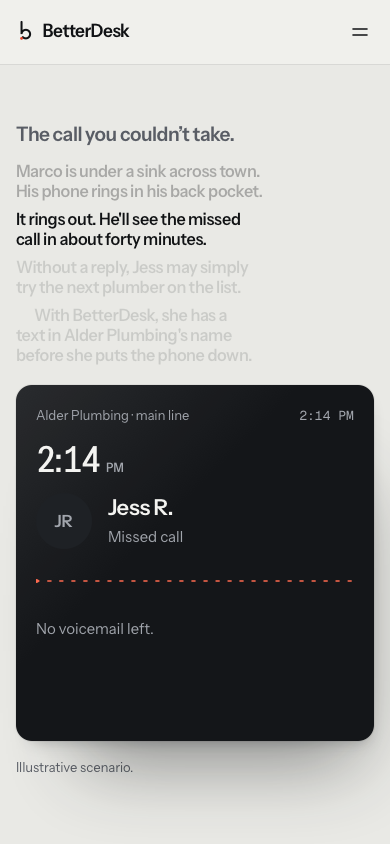 BetterDesk
The call you couldn’t take.
Marco is under a sink across town.
His phone rings in his back pocket.
It rings out. He'll see the missed
call in about forty minutes.
Without a reply, Jess may simply
try the next plumber on the list.
With BetterDesk, she has a
text in Alder Plumbing's name
before she puts the phone down.
Alder Plumbing · main line 2:14 PM
2:14 PM
JR Jess R.
Missed call
No voicemail left.
Illustrative scenario.